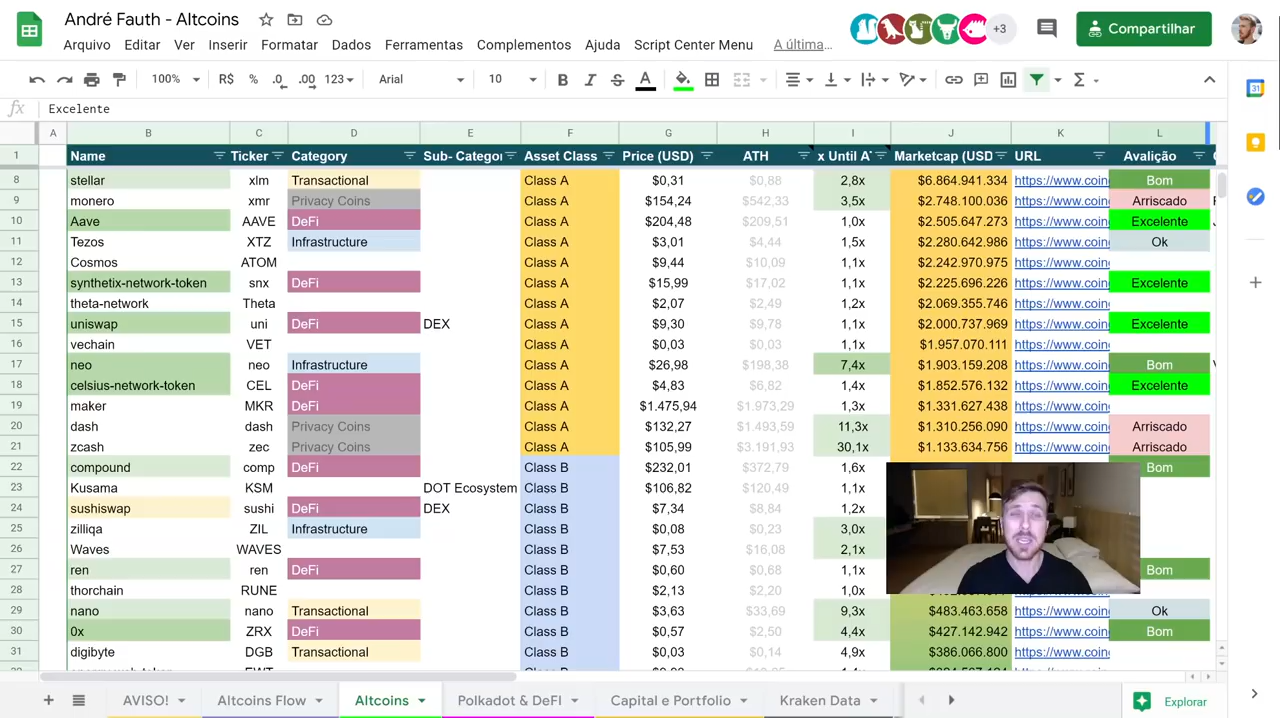 André Fauth - Altcoins
Arquivo Editar Ver Inserir Formatar Dados Ferramentas Complementos Ajuda Script Center Menu A última...
+3
Compartilhar
100% R$ % .0 .00 123 Arial 10 B I S A
fx Excelente
A B C D E F G H I J K L
1 Name Ticker Category Sub- Categor Asset Class Price (USD) ATH x Until A Marketcap (USD URL Avalição
8 stellar xlm Transactional Class A $0,31 $0,88 2,8x $6.864.941.334 https://www.coin Bom
9 monero xmr Privacy Coins Class A $154,24 $542,33 3,5x $2.748.100.036 https://www.coin Arriscado
10 Aave AAVE DeFi Class A $204,48 $209,51 1,0x $2.505.647.273 https://www.coin Excelente
11 Tezos XTZ Infrastructure Class A $3,01 $4,44 1,5x $2.280.642.986 https://www.coin Ok
12 Cosmos ATOM Class A $9,44 $10,09 1,1x $2.242.970.975 https://www.coin
13 synthetix-network-token snx DeFi Class A $15,99 $17,02 1,1x $2.225.696.226 https://www.coin Excelente
14 theta-network Theta Class A $2,07 $2,49 1,2x $2.069.355.746 https://www.coin
15 uniswap uni DeFi DEX Class A $9,30 $9,78 1,1x $2.000.737.969 https://www.coin Excelente
16 vechain VET Class A $0,03 $0,03 1,1x $1.957.070.111 https://www.coin
17 neo neo Infrastructure Class A $26,98 $198,38 7,4x $1.903.159.208 https://www.coin Bom
18 celsius-network-token CEL DeFi Class A $4,83 $6,82 1,4x $1.852.576.132 https://www.coin Excelente
19 maker MKR DeFi Class A $1.475,94 $1.973,29 1,3x $1.331.627.438 https://www.coin
20 dash dash Privacy Coins Class A $132,27 $1.493,59 11,3x $1.310.256.090 https://www.coin Arriscado
21 zcash zec Privacy Coins Class A $105,99 $3.191,93 30,1x $1.133.634.756 https://www.coin Arriscado
22 compound comp DeFi Class B $232,01 $372,79 1,6x Bom
23 Kusama KSM DOT Ecosystem Class B $106,82 $120,49 1,1x
24 sushiswap sushi DeFi DEX Class B $7,34 $8,84 1,2x
25 zilliqa ZIL Infrastructure Class B $0,08 $0,23 3,0x
26 Waves WAVES Class B $7,53 $16,08 2,1x
27 ren ren DeFi Class B $0,60 $0,68 1,1x Bom
28 thorchain RUNE Class B $2,13 $2,20 1,0x
29 nano nano Transactional Class B $3,63 $33,69 9,3x $483.463.658 https://www.coin Ok
30 0x ZRX DeFi Class B $0,57 $2,50 4,4x $427.142.942 https://www.coin Bom
31 digibyte DGB Transactional Class B $0,03 $0,14 4,9x $386.066.800 https://www.coin
AVISO! Altcoins Flow Altcoins Polkadot & DeFI Capital e Portfolio Kraken Data
Explorar